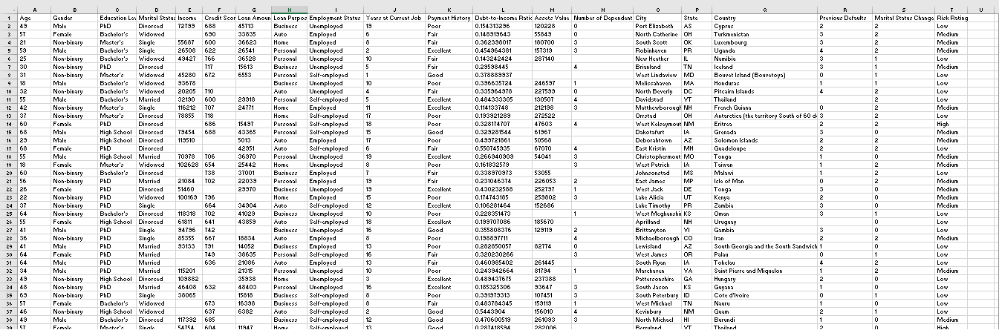 A B C D E F G H I J K L M N O P Q R S T U
1 Age Gender Education Lev Marital Status Income Credit Scor Loan Amoun Loan Purpos Employment Status Years at Current Job Payment History Debt-to-Income Ratio Assets Value Number of Dependent City State Country Previous Defaults Marital Status Change Risk Rating
2 49 Male PhD Divorced 72799 688 45713 Business Unemployed 19 Poor 0.154313296 120228 0 Port Elizabeth AS Cyprus 2 2 Low
3 57 Female Bachelor's Widowed 690 33835 Auto Employed 6 Fair 0.148919643 55849 0 North Catherine OH Turkmenistan 3 2 Medium
4 21 Non-binary Master's Single 55687 600 36623 Home Employed 8 Fair 0.362398017 180700 3 South Scott OK Luxembourg 3 2 Medium
5 59 Male Bachelor's Single 26508 622 26541 Personal Unemployed 2 Excellent 0.454964381 157319 3 Robinhaven PR Uganda 4 2 Medium
6 25 Non-binary Bachelor's Widowed 49427 766 36528 Personal Unemployed 10 Fair 0.143242424 287140 New Heather IL Namibia 3 1 Low
7 30 Non-binary PhD Divorced 717 15613 Business Unemployed 5 Fair 0.29598445 4 Brianland TN Iceland 3 1 Medium
8 31 Non-binary Master's Widowed 45280 672 6553 Personal Self-employed 1 Good 0.378889937 West Lindaview MD Bouvet Island (Bouvetoya) 0 1 Low
9 18 Male Bachelor's Widowed 93678 Business Unemployed 10 Poor 0.396635724 246597 1 Melissahaven MA Honduras 1 1 Low
10 32 Non-binary Bachelor's Widowed 20205 710 Auto Unemployed 4 Fair 0.335964978 227599 0 North Beverly DC Pitcairn Islands 4 2 Low
11 55 Male Bachelor's Married 32190 600 29918 Personal Self-employed 5 Excellent 0.484333305 130507 4 Davidstad VT Thailand 2 Low
12 42 Non-binary Master's Single 116212 707 24771 Home Employed 11 Excellent 0.114133748 212198 3 Matthewborough NH French Guiana 0 2 Medium
13 37 Non-binary Master's Divorced 78855 718 Home Self-employed 17 Poor 0.193921289 272522 Orrstad OH Antarctica (the territory South of 60 de 3 2 Low
14 60 Female PhD Divorced 686 15497 Personal Unemployed 18 Poor 0.328174707 47603 4 West Kelseymout NM Eritrea 2 2 High
15 68 Male High School Divorced 79454 688 43365 Personal Self-employed 15 Good 0.329281544 61967 Dakotafurt IA Grenada 3 0 Medium
16 29 Male High School Divorced 119510 5013 Auto Employed 17 Poor 0.499721861 50568 Deborahtown AZ Solomon Islands 2 2 Medium
17 68 Female PhD Divorced 42951 Auto Employed 6 Fair 0.550745935 67070 4 East Kristin MH Guadeloupe 2 2 Low
18 55 Male High School Married 70978 706 36970 Personal Unemployed 19 Excellent 0.266940909 54041 3 Christophermout MO Tonga 1 0 Medium
19 18 Female Master's Widowed 102628 654 25442 Home Unemployed 8 Poor 0.161832579 3 West Patrick IA Taiwan 1 2 Medium
20 60 Non-binary Bachelor's Divorced 738 37001 Business Employed 7 Fair 0.338970973 53055 Johnsonstad MS Malawi 1 2 Low
21 56 Non-binary PhD Married 21084 702 22039 Personal Unemployed 19 Fair 0.231046374 226053 2 East James MP Isle of Man 0 2 Medium
22 26 Female PhD Divorced 51460 29970 Business Unemployed 19 Excellent 0.430232588 252797 1 West Jack DE Tonga 3 0 Medium
23 22 Non-binary PhD Widowed 100169 796 Home Employed 15 Poor 0.174743185 259802 3 Lake Alicia UT Kenya 2 0 Medium
24 37 Non-binary PhD Single 664 34904 Auto Self-employed 12 Excellent 0.106281464 152686 Lake Timothy PR Zambia 3 0 Medium
25 64 Non-binary PhD Divorced 118318 702 41029 Business Unemployed 10 Poor 0.228351473 1 West Meghanshir KS Oman 3 1 Low
26 55 Female High School Divorced 61811 641 43859 Auto Self-employed 18 Excellent 0.199707086 185670 Aprilland NH Uruguay 0 Low
27 41 Male PhD Single 94796 742 Business Unemployed 16 Good 0.355808376 129119 2 Brittanyton VI Gambia 3 0 Low
28 36 Non-binary PhD Single 85355 667 18834 Auto Employed 8 Poor 0.198897711 4 Michaelborough CO Iran 2 2 Medium
29 41 Male PhD Married 93133 791 14052 Business Employed 13 Poor 0.282850057 82774 0 Lewisland AZ South Georgia and the South Sandwich 1 0 Low
30 64 Female PhD Married 749 38635 Personal Self-employed 16 Good 0.320230266 3 West James OR Palau 0 1 Low
31 64 Male PhD Married 636 21086 Auto Employed 13 Fair 0.460985402 261445 South Ryan IA Tokelau 4 2 Low
32 34 Male PhD Married 115201 21315 Personal Employed 10 Poor 0.243942664 81794 1 Marchaven VA Saint Pierre and Miquelon 1 2 Medium
33 49 Non-binary High School Divorced 109882 35938 Home Unemployed 3 Excellent 0.489437675 237388 Pattersonshire GA Hungary 2 0 Low
34 48 Non-binary PhD Married 46408 632 48403 Personal Unemployed 16 Excellent 0.185325306 93647 3 South Jason KS Guyana 1 0 Low
35 69 Non-binary PhD Single 38065 15818 Business Self-employed 8 Poor 0.391979313 107451 3 South Peterbury ID Cote d'Ivoire 0 0 Low
36 57 Female Bachelor's Widowed 673 16398 Business Self-employed 8 Fair 0.483784345 159119 1 West Michael TN Nauru 1 0 Low
37 46 Non-binary High School Widowed 637 6382 Auto Self-employed 2 Good 0.5443904 156010 4 Kevinbury NM Guam 2 1 Low
38 49 Male Bachelor's Divorced 117392 685 Business Self-employed 12 Good 0.470600519 261093 3 North Michael HI Burundi 1 0 Medium
39 57 Female Master's Single 54754 604 11947 Home Self-employed 13 Good 0.287418594 282006 Berryland VT Thailand 2 1 High